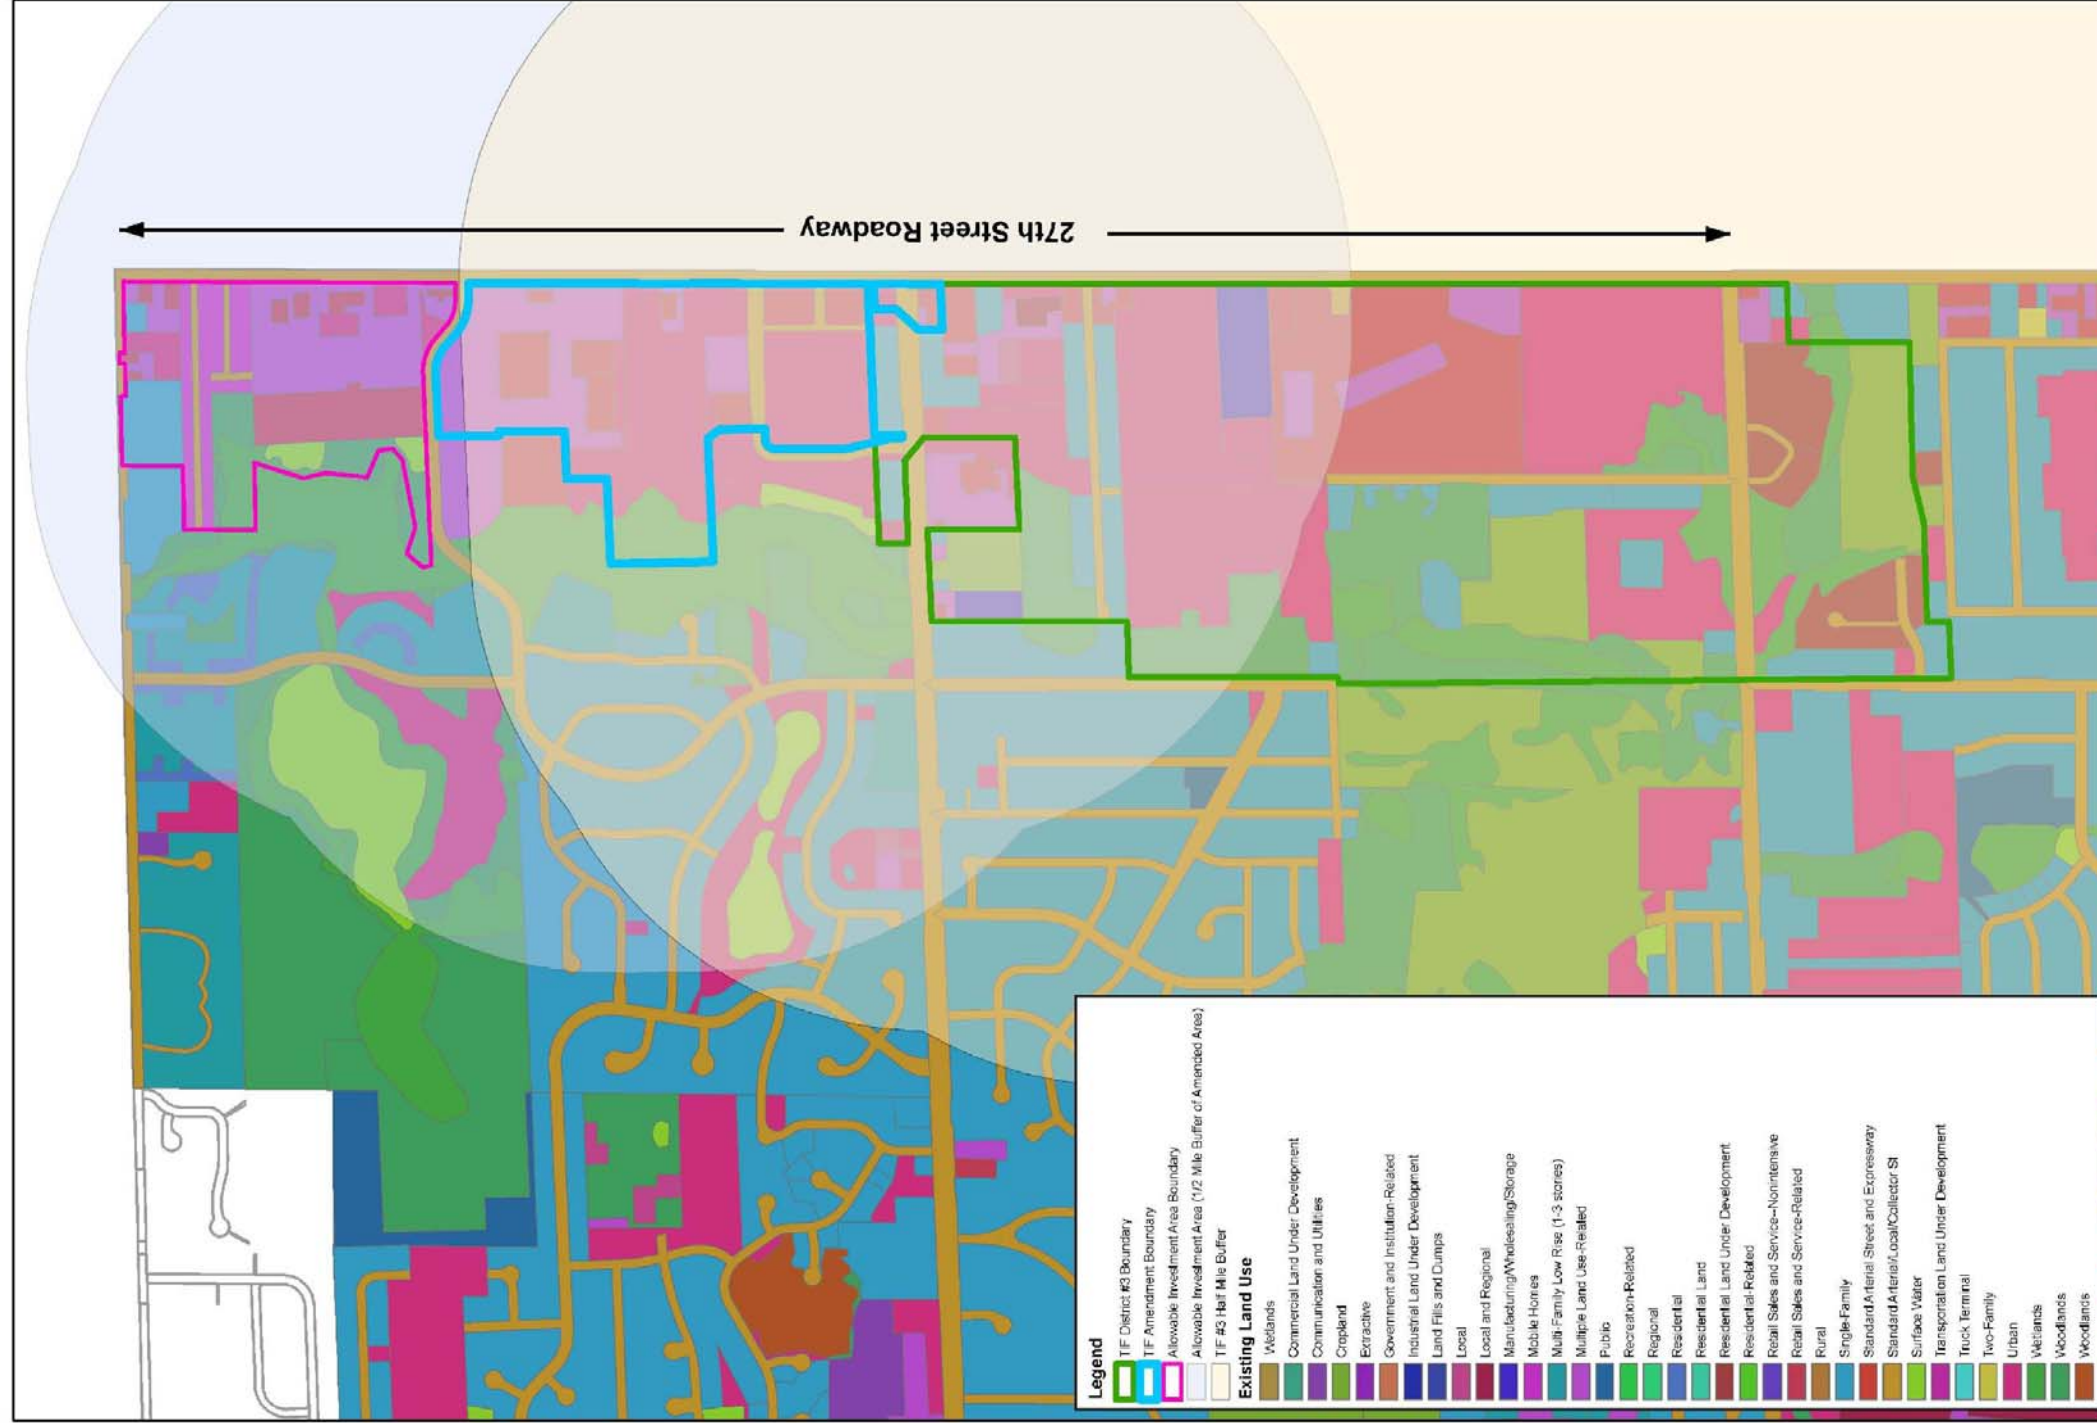 27th Street Roadway
Legend
TIF District #3 Boundary
TIF Amendment Boundary
Allowable Investment Area Boundary
Allowable Investment Area (1/2 Mile Buffer of Amended Area)
TIF #3 Half Mile Buffer
Existing Land Use
Wetlands
Commercial Land Under Development
Communication and Utilities
Cropland
Extractive
Government and Institution-Related
Industrial Land Under Development
Land Fills and Dumps
Local
Local and Regional
Manufacturing/Wholesaling/Storage
Mobile Homes
Multi-Family Low Rise (1-3 stories)
Multiple Land Use-Related
Public
Recreation-Related
Regional
Residential
Residential Land
Residential Land Under Development
Residential-Related
Retail Sales and Service--Nonintensive
Retail Sales and Service-Related
Rural
Single-Family
Standard Arterial Street and Expressway
Standard Arterial/Local/Collector St
Surface Water
Transportation Land Under Development
Truck Terminal
Two-Family
Urban
Wetlands
Woodlands
Woodlands